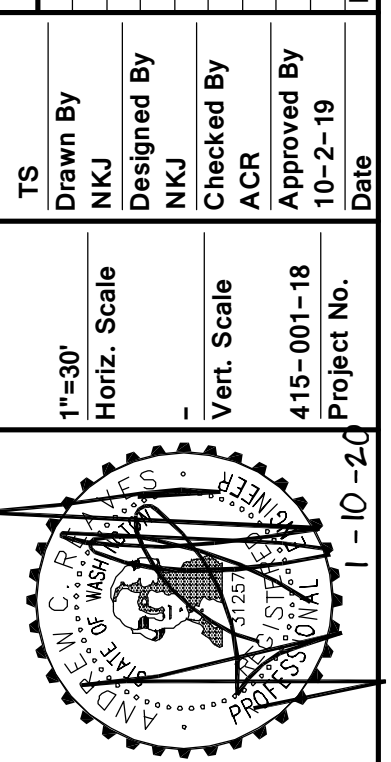 TS
Drawn By
NKJ
Designed By
NKJ
Checked By
ACR
Approved By
10-2-19
Date
1"=30'
Horiz. Scale
-
Vert. Scale
415-001-18
Project No.
ANDREW C. REAVES
STATE OF WASHINGTON
31257
REGISTERED
PROFESSIONAL ENGINEER
1-10-20